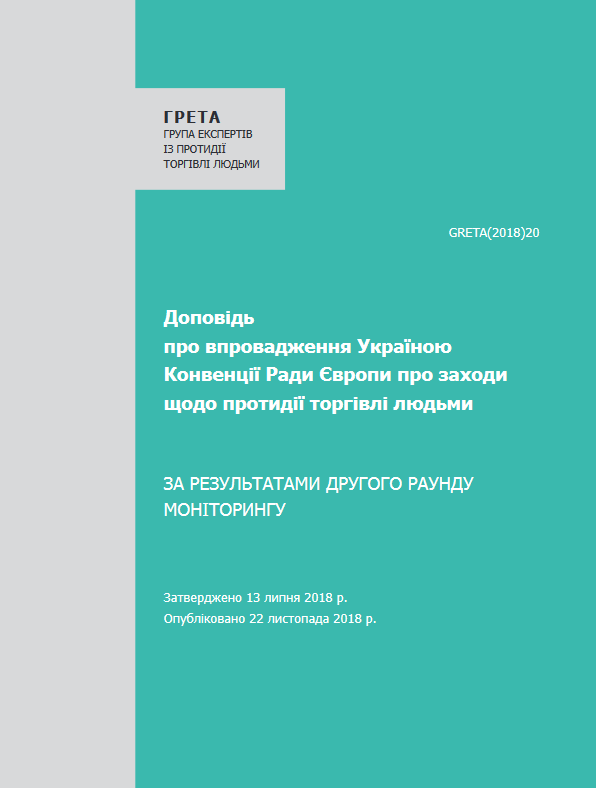 ГРЕТА
ГРУПА ЕКСПЕРТІВ
ІЗ ПРОТИДІЇ
ТОРГІВЛІ ЛЮДЬМИ
GRETA(2018)20
Доповідь
про впровадження Україною
Конвенції Ради Європи про заходи
щодо протидії торгівлі людьми
ЗА РЕЗУЛЬТАТАМИ ДРУГОГО РАУНДУ
МОНІТОРИНГУ
Затверджено 13 липня 2018 р.
Опубліковано 22 листопада 2018 р.